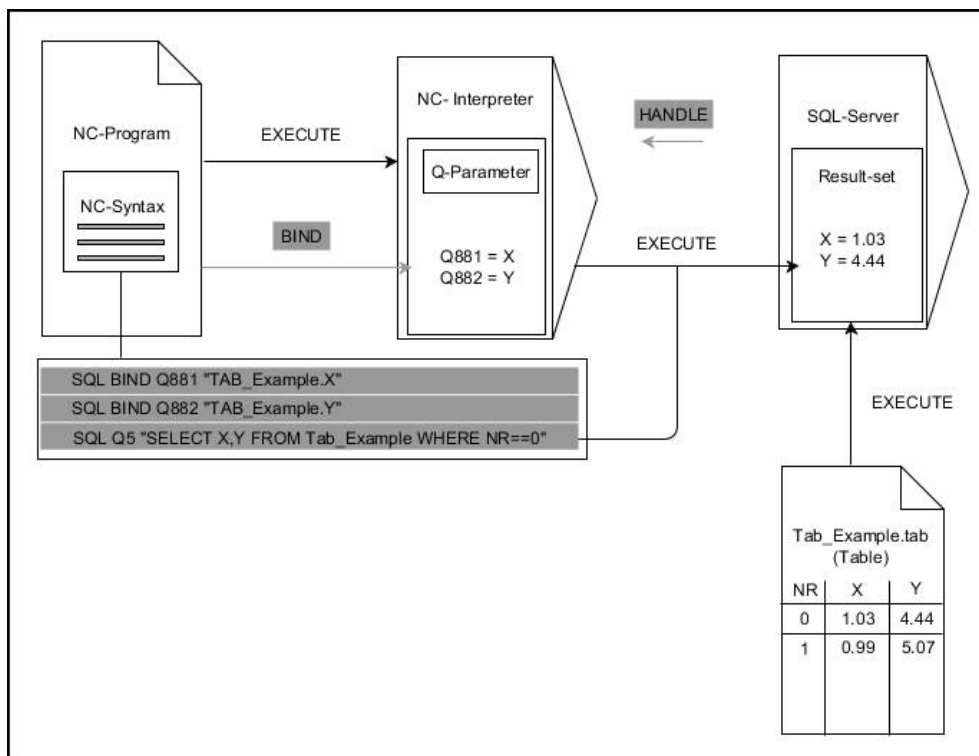 NC-Program
NC-Syntax
EXECUTE
BIND
NC- Interpreter
Q-Parameter
Q881 = X
Q882 = Y
HANDLE
EXECUTE
SQL-Server
Result-set
X = 1.03
Y = 4.44
SQL BIND Q881 "TAB_Example.X"
SQL BIND Q882 "TAB_Example.Y"
SQL Q5 "SELECT X,Y FROM Tab_Example WHERE NR==0"
EXECUTE
Tab_Example.tab
(Table)
NR X Y
0 1.03 4.44
1 0.99 5.07